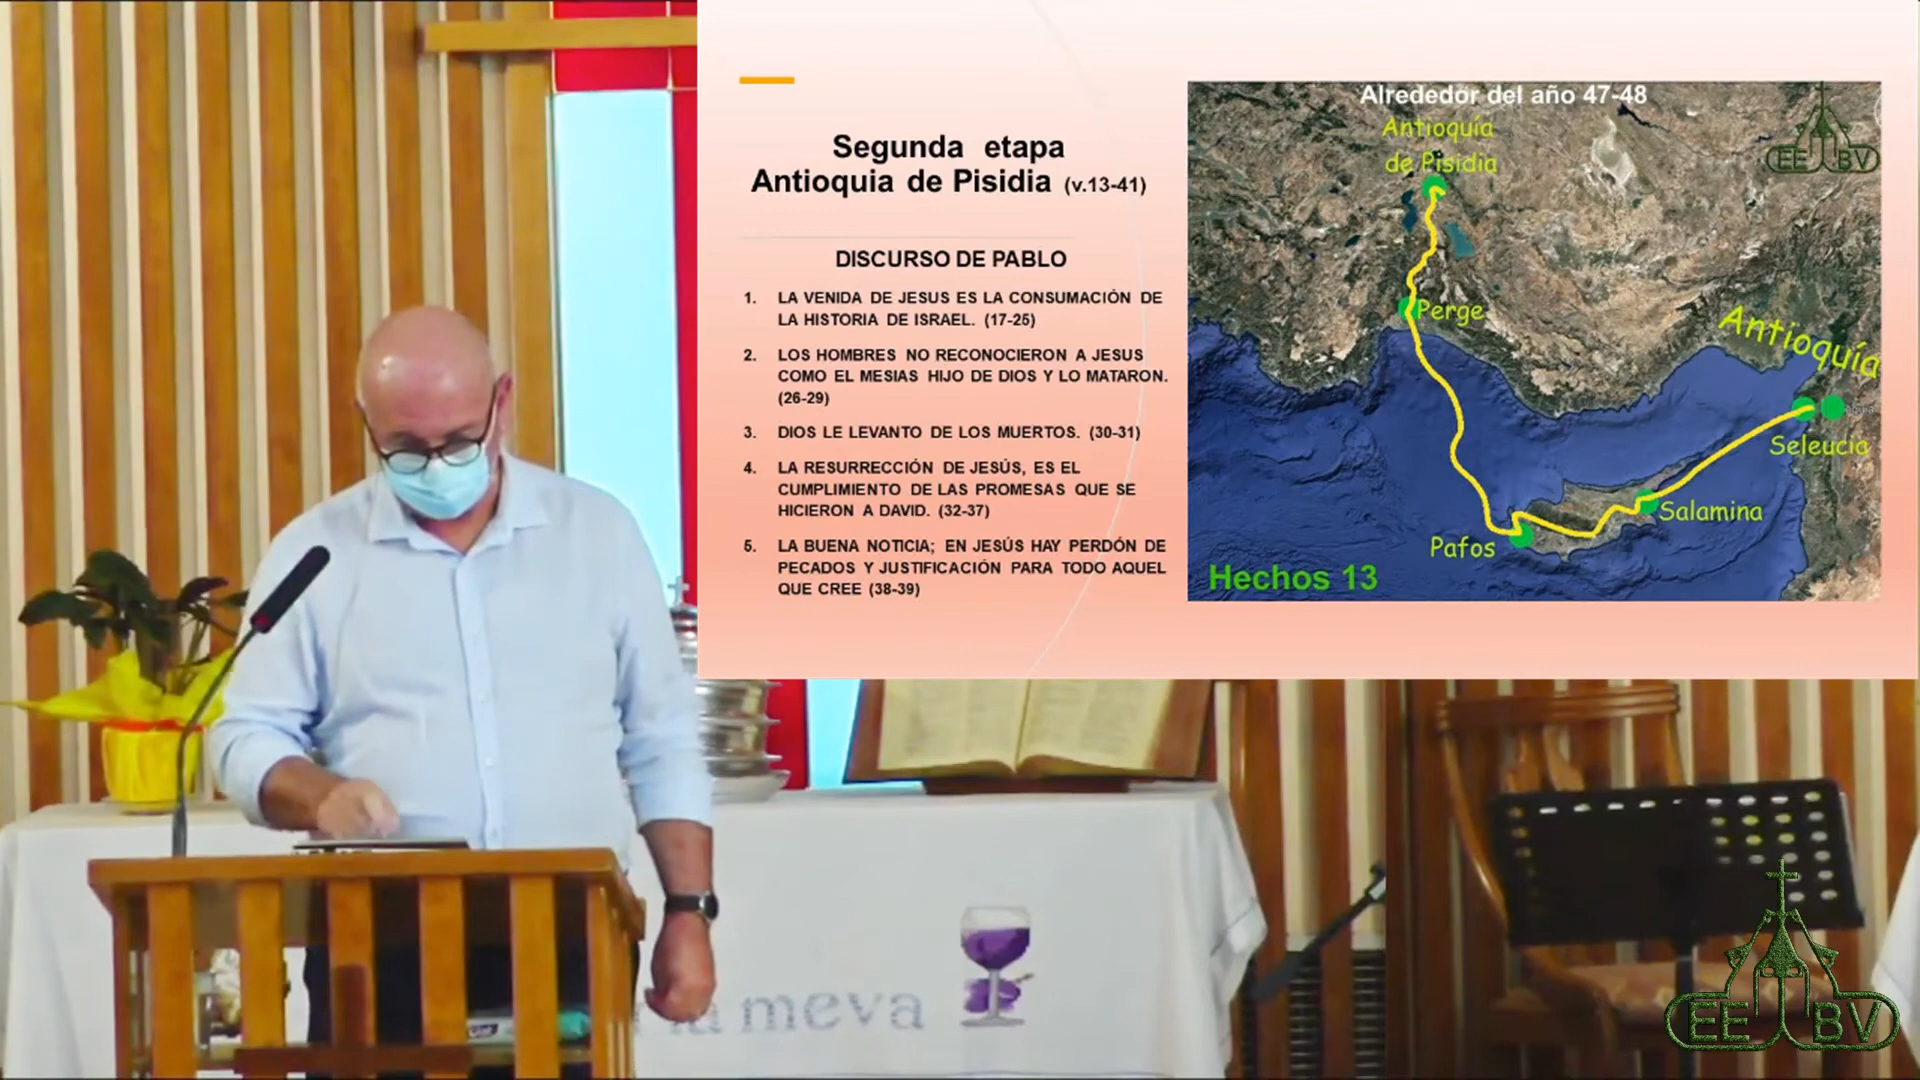 Segunda etapa
Antioquia de Pisidia (v.13-41)
DISCURSO DE PABLO
1. LA VENIDA DE JESUS ES LA CONSUMACIÓN DE
LA HISTORIA DE ISRAEL. (17-25)
2. LOS HOMBRES NO RECONOCIERON A JESUS
COMO EL MESIAS HIJO DE DIOS Y LO MATARON.
(26-29)
3. DIOS LE LEVANTO DE LOS MUERTOS. (30-31)
4. LA RESURRECCIÓN DE JESÚS, ES EL
CUMPLIMIENTO DE LAS PROMESAS QUE SE
HICIERON A DAVID. (32-37)
5. LA BUENA NOTICIA; EN JESÚS HAY PERDÓN DE
PECADOS Y JUSTIFICACIÓN PARA TODO AQUEL
QUE CREE (38-39)
Alrededor del año 47-48
Antioquía
de Pisidia
EE BV
Perge
Antioquía
Seleucia
Salamina
Pafos
Hechos 13
la meva
EE BV